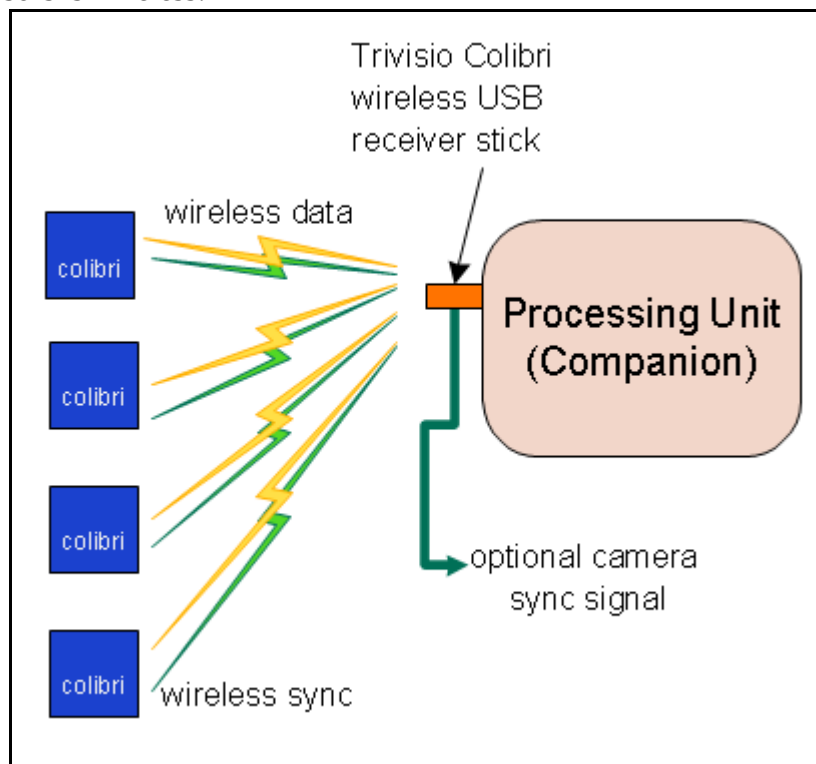 Trivisio Colibri
wireless USB
receiver stick
wireless data
colibri
colibri
colibri
colibri
wireless sync
Processing Unit
(Companion)
optional camera
sync signal